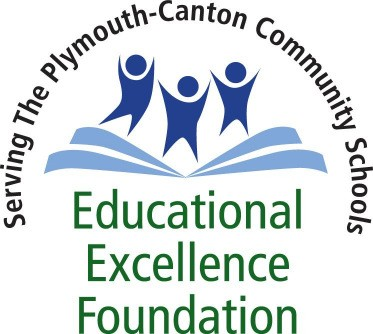 Serving The Plymouth-Canton Community Schools
Educational
Excellence
Foundation